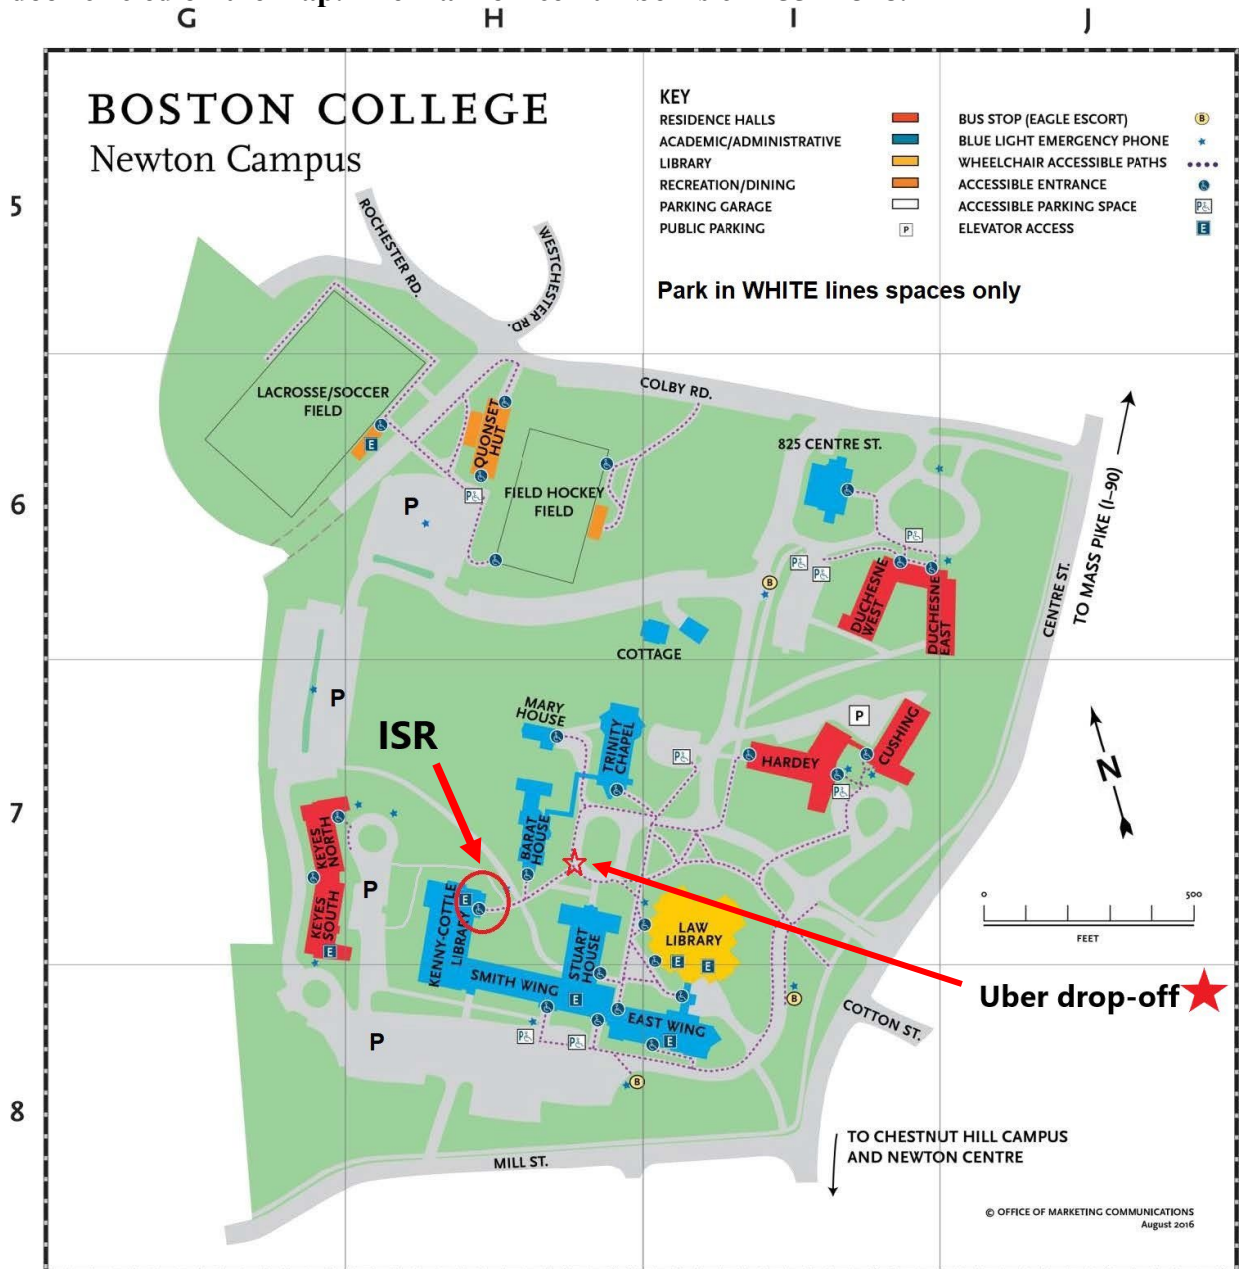 G H I J
BOSTON COLLEGE
Newton Campus
KEY
RESIDENCE HALLS
ACADEMIC/ADMINISTRATIVE
LIBRARY
RECREATION/DINING
PARKING GARAGE
PUBLIC PARKING
P
BUS STOP (EAGLE ESCORT)
B
BLUE LIGHT EMERGENCY PHONE
WHEELCHAIR ACCESSIBLE PATHS
ACCESSIBLE ENTRANCE
ACCESSIBLE PARKING SPACE
P
ELEVATOR ACCESS
E
Park in WHITE lines spaces only
5
ROCHESTER RD.
WESTCHESTER RD.
COLBY RD.
LACROSSE/SOCCER
FIELD
E
QUONSET
HUT
P
825 CENTRE ST.
6
P
FIELD HOCKEY
FIELD
P
P
P
B
DUCHESNE
WEST
DUCHESNE
EAST
CENTRE ST.
TO MASS PIKE (I–90)
COTTAGE
P
MARY
HOUSE
TRINITY
CHAPEL
P
P
HARDEY
CUSHING
P
N
ISR
7
KEYES
NORTH
KEYES
SOUTH
E
P
BARAT
HOUSE
KENNY-COTTLE
LIBRARY
E
STUART
HOUSE
LAW
LIBRARY
E
E
0 500
FEET
SMITH WING
E
EAST WING
E
B
Uber drop-off
COTTON ST.
P
P
P
B
8
MILL ST.
TO CHESTNUT HILL CAMPUS
AND NEWTON CENTRE
© OFFICE OF MARKETING COMMUNICATIONS
August 2016